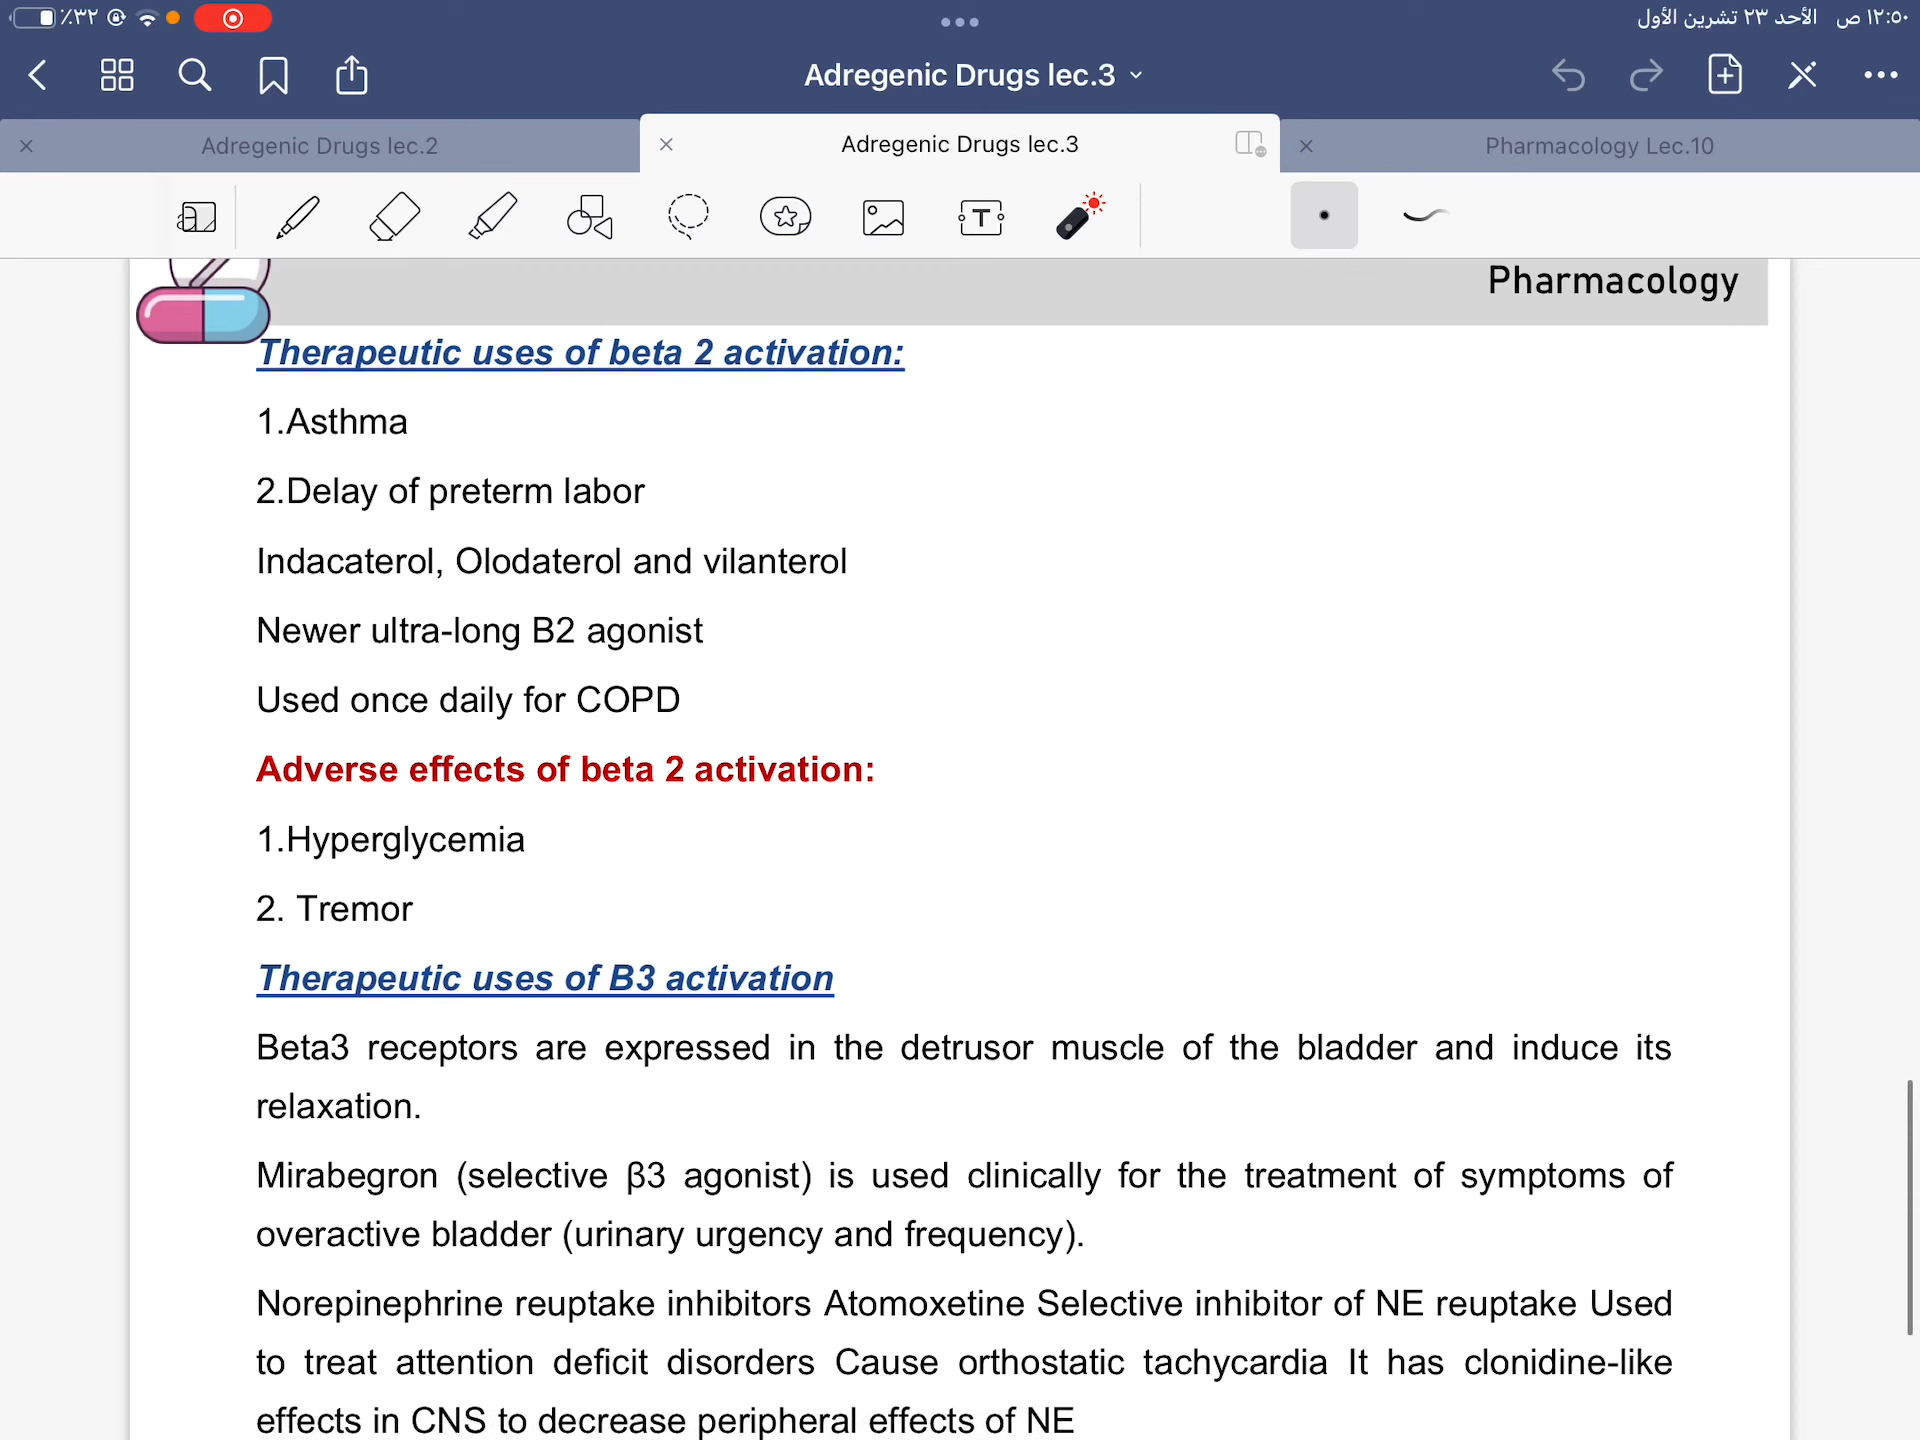 ٪٣٢
١٢:٥٠ ص الأحد ٢٣ تشرين الأول
Adregenic Drugs lec.3
Adregenic Drugs lec.2
Adregenic Drugs lec.3
Pharmacology Lec.10
Pharmacology
Therapeutic uses of beta 2 activation:
1.Asthma
2.Delay of preterm labor
Indacaterol, Olodaterol and vilanterol
Newer ultra-long B2 agonist
Used once daily for COPD
Adverse effects of beta 2 activation:
1.Hyperglycemia
2. Tremor
Therapeutic uses of B3 activation
Beta3 receptors are expressed in the detrusor muscle of the bladder and induce its
relaxation.
Mirabegron (selective β3 agonist) is used clinically for the treatment of symptoms of
overactive bladder (urinary urgency and frequency).
Norepinephrine reuptake inhibitors Atomoxetine Selective inhibitor of NE reuptake Used
to treat attention deficit disorders Cause orthostatic tachycardia It has clonidine-like
effects in CNS to decrease peripheral effects of NE